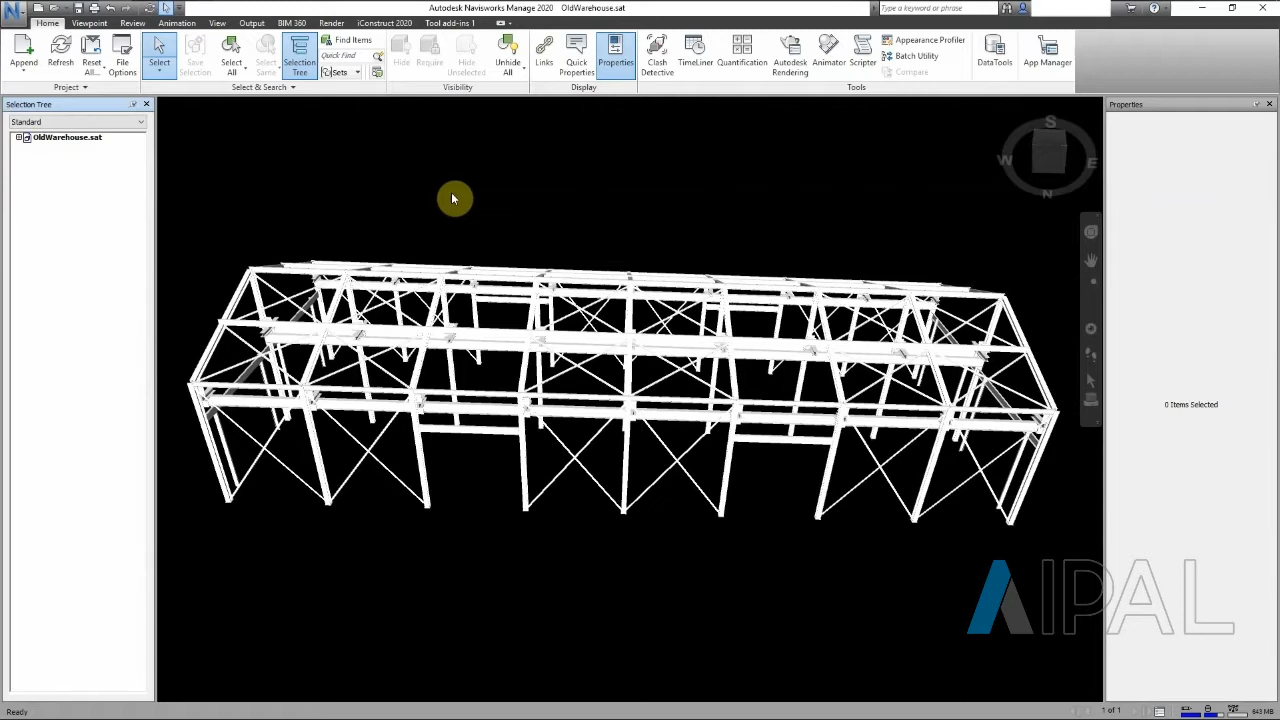 Autodesk Navisworks Manage 2020 OldWarehouse.sat
Type a keyword or phrase
Home Viewpoint Review Animation View Output BIM 360 Render iConstruct 2020 Tool add-ins 1
Append
Refresh
Reset All...
File Options
Project
Select
Save Selection
Select All
Select Same
Selection Tree
Find Items
Quick Find
Sets
Select & Search
Hide
Require
Hide Unselected
Unhide All
Visibility
Links
Quick Properties
Properties
Display
Clash Detective
TimeLiner
Quantification
Autodesk Rendering
Animator
Scripter
Appearance Profiler
Batch Utility
Compare
DataTools
App Manager
Tools
Selection Tree
Standard
OldWarehouse.sat
S
W E
N
Properties
0 Items Selected
AIPAL
Ready
1 of 1
643 MB